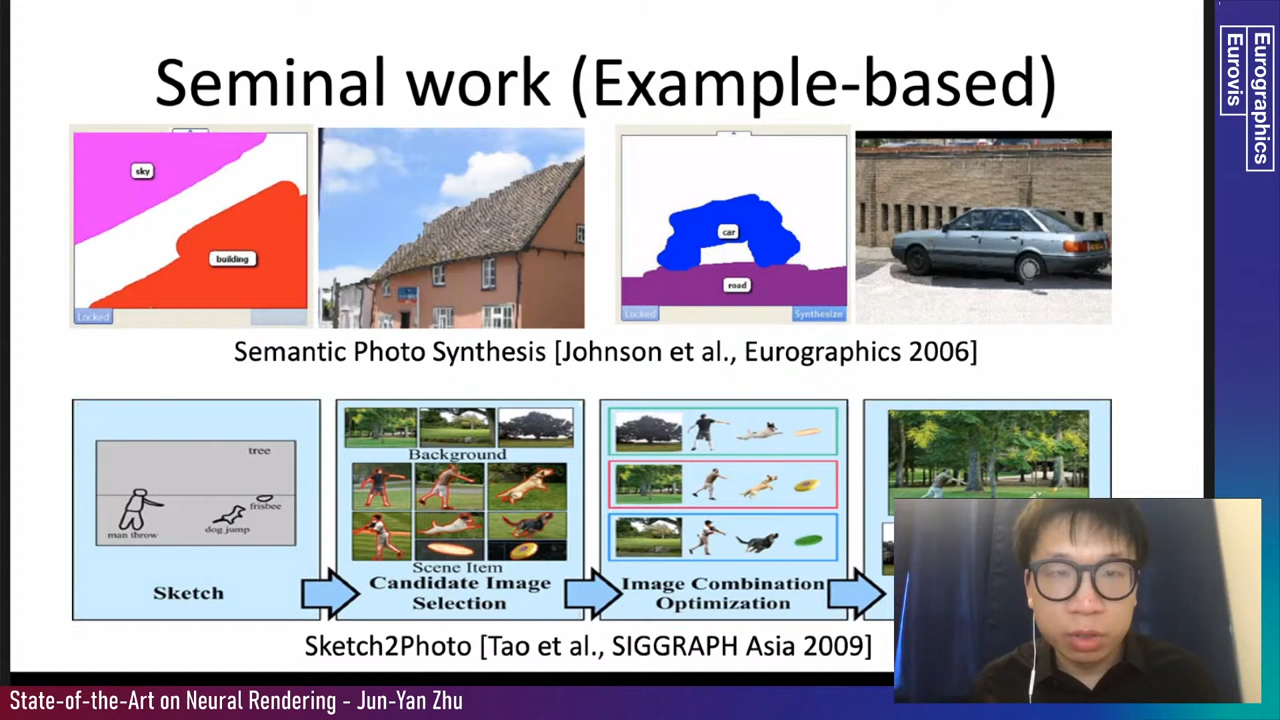 Seminal work (Example-based)
Eurographics
Eurovis
sky
building
Locked
car
road
Locked
Synthesize
Semantic Photo Synthesis [Johnson et al., Eurographics 2006]
tree
frisbee
man throw
dog jump
Sketch
Background
Scene Item
Candidate Image
Selection
Image Combination
Optimization
Sketch2Photo [Tao et al., SIGGRAPH Asia 2009]
State-of-the-Art on Neural Rendering - Jun-Yan Zhu